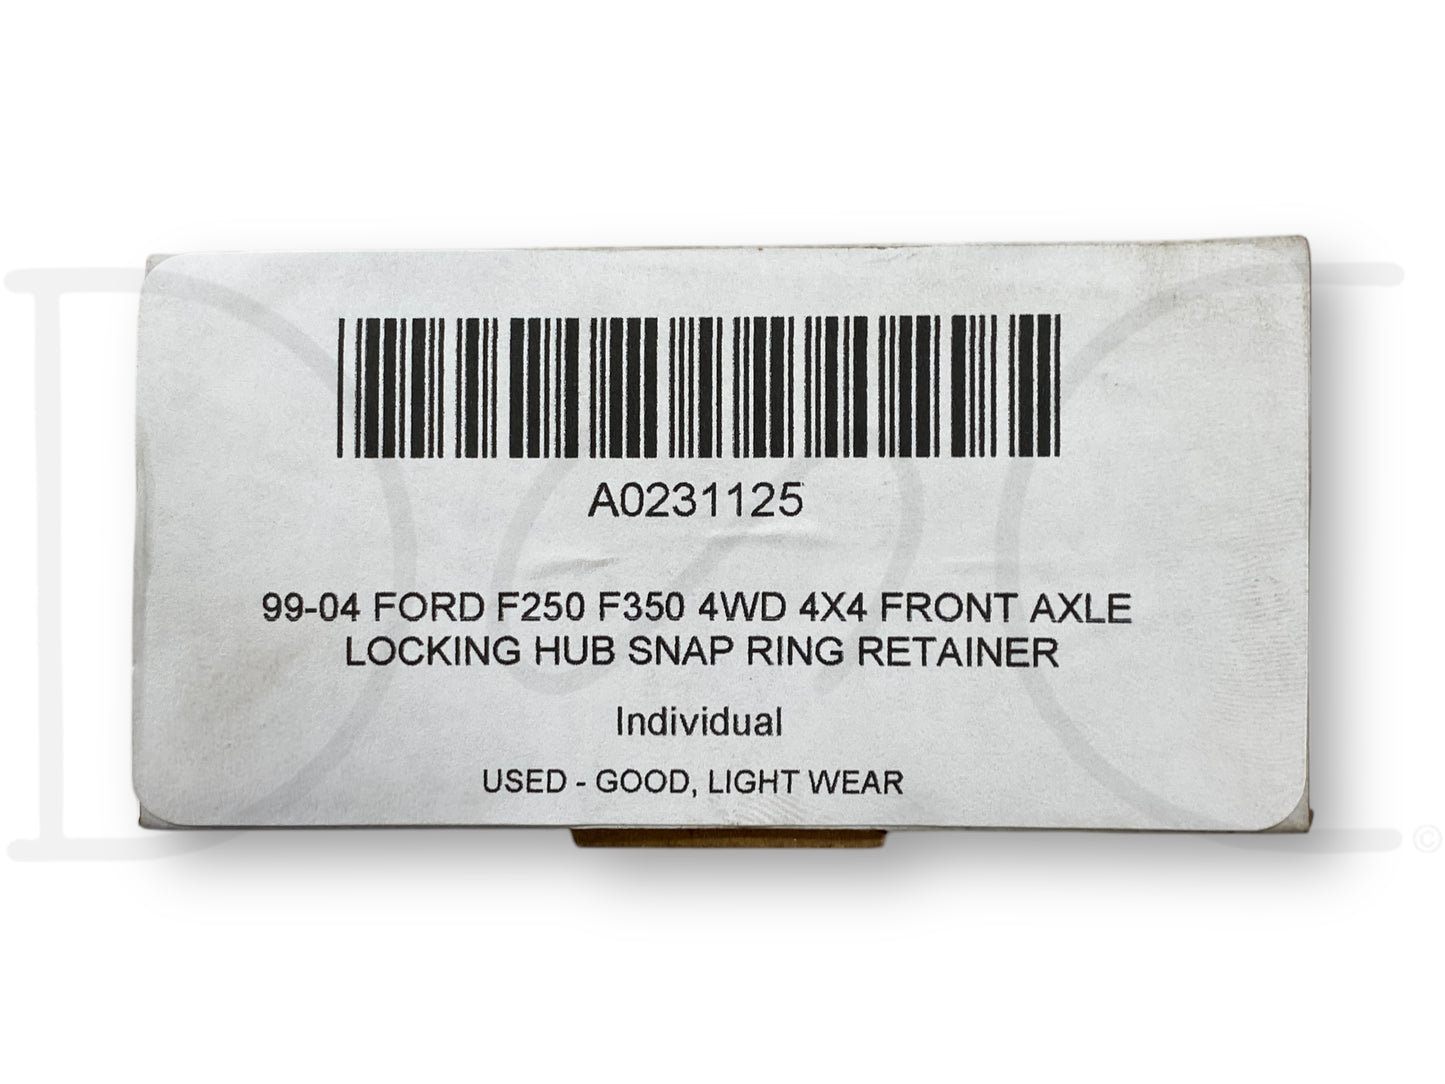 A0231125
99-04 FORD F250 F350 4WD 4X4 FRONT AXLE
LOCKING HUB SNAP RING RETAINER
Individual
USED - GOOD, LIGHT WEAR
©